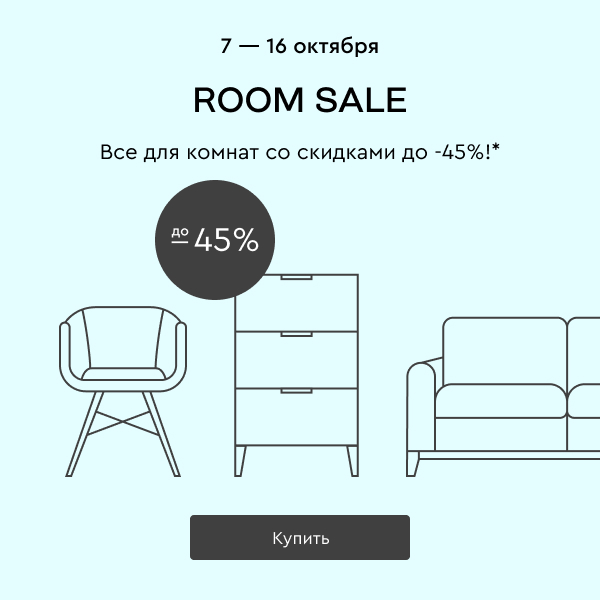 7 — 16 октября
ROOM SALE
Все для комнат со скидками до -45%!*
до – 45%
Купить